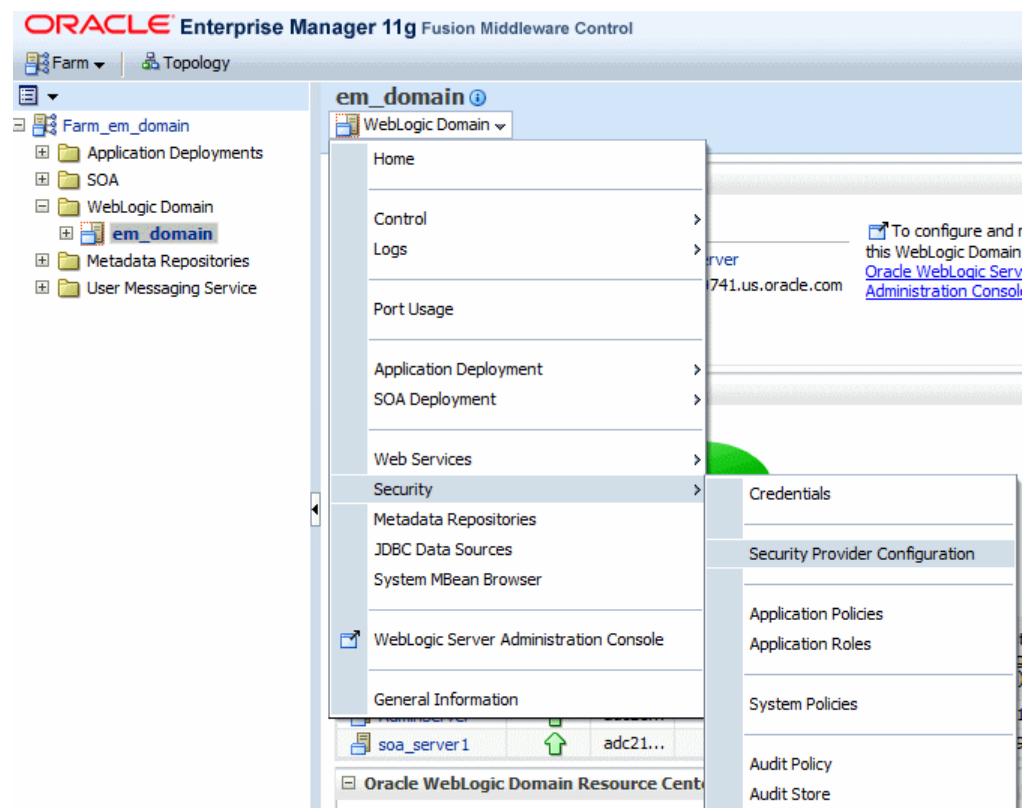 ORACLE Enterprise Manager 11g Fusion Middleware Control
Farm
Topology
Farm_em_domain
Application Deployments
SOA
WebLogic Domain
em_domain
Metadata Repositories
User Messaging Service
em_domain
WebLogic Domain
Home
Control
Logs
Port Usage
Application Deployment
SOA Deployment
Web Services
Security
Metadata Repositories
JDBC Data Sources
System MBean Browser
WebLogic Server Administration Console
General Information
To configure and
this WebLogic Domain
Oracle WebLogic
Administration
741.us.oracle.com
Credentials
Security Provider Configuration
Application Policies
Application Roles
System Policies
Audit Policy
Audit Store
soa_server1
adc21...
Oracle WebLogic Domain Resource